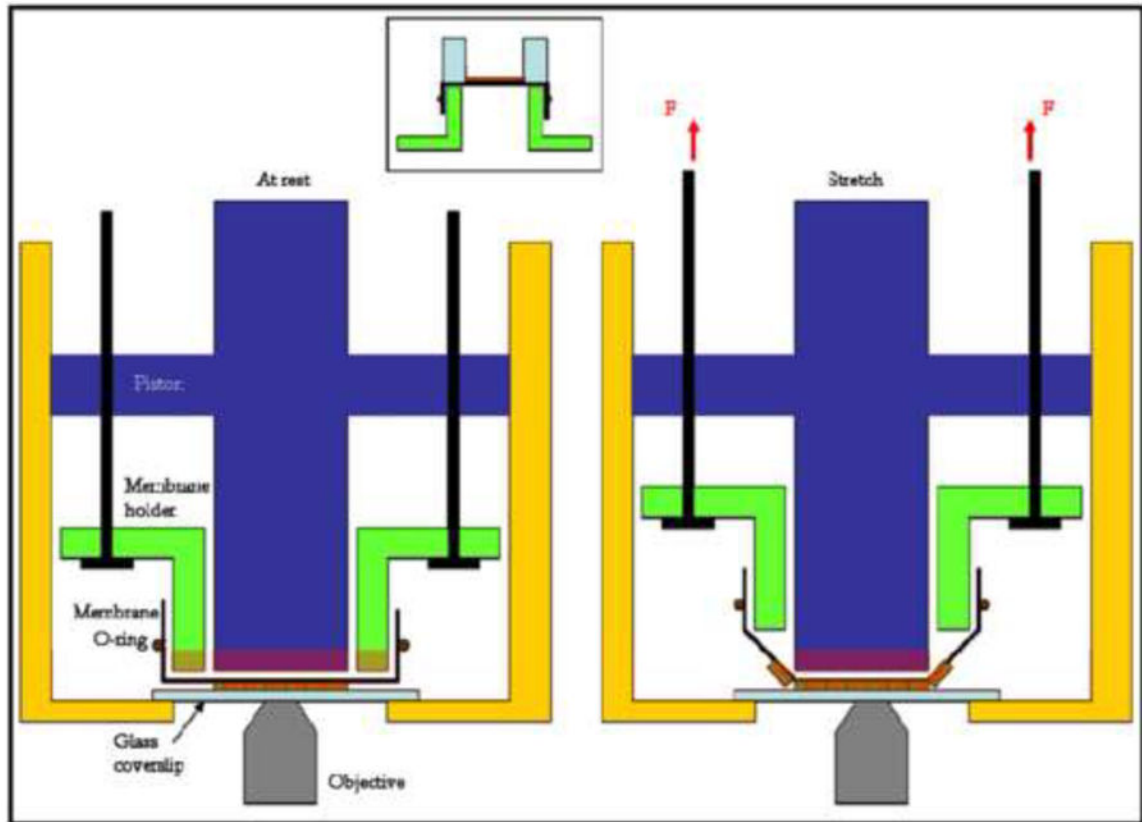 F
F
At rest
Stretch
Piston
Membrane
holder
Membrane
O-ring
Glass
coverslip
Objective